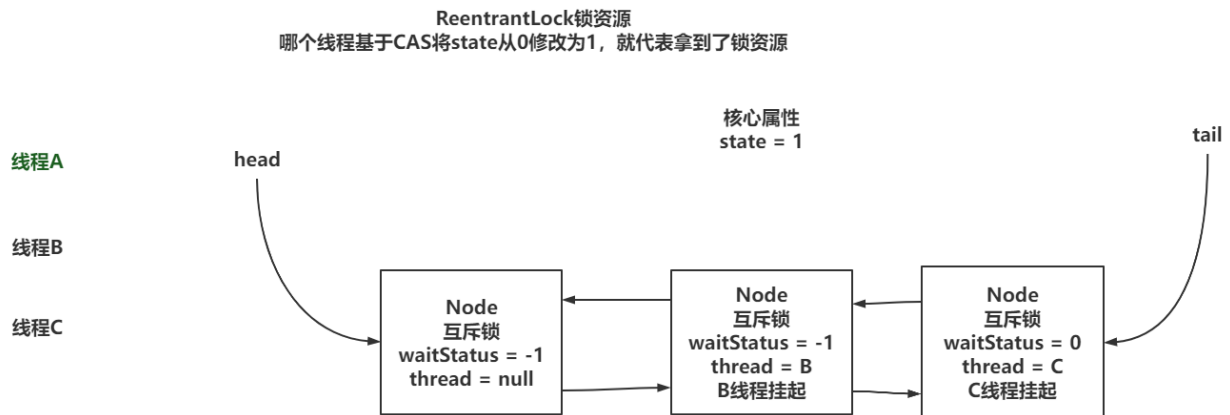 ReentrantLock锁资源
哪个线程基于CAS将state从0修改为1，就代表拿到了锁资源
核心属性
state = 1
tail
线程A
head
线程B
线程C
Node
互斥锁
waitStatus = -1
thread = null
Node
互斥锁
waitStatus = -1
thread = B
B线程挂起
Node
互斥锁
waitStatus = 0
thread = C
C线程挂起